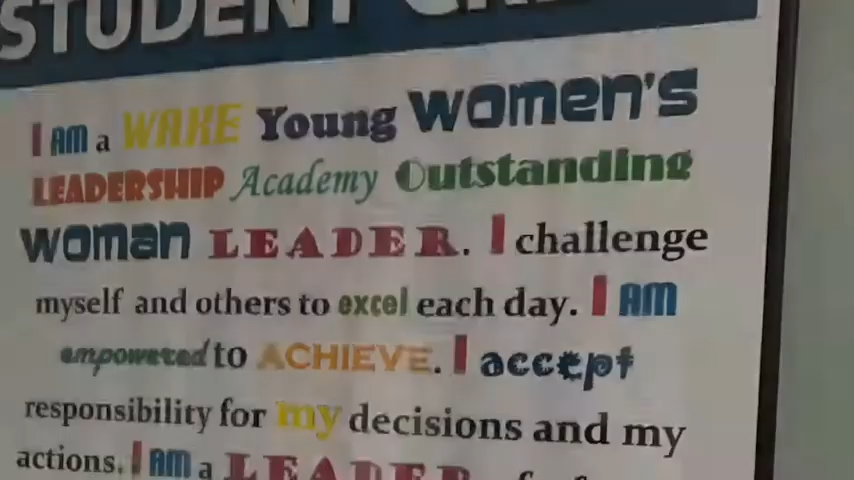 STUDENT
I AM a WAKE Young women's
LEADERSHIP Academy Outstanding
woman LEADER. I challenge
myself and others to excel each day. I AM
empowered to ACHIEVE. I accept
responsibility for my decisions and my
actions. I AM a LEADER